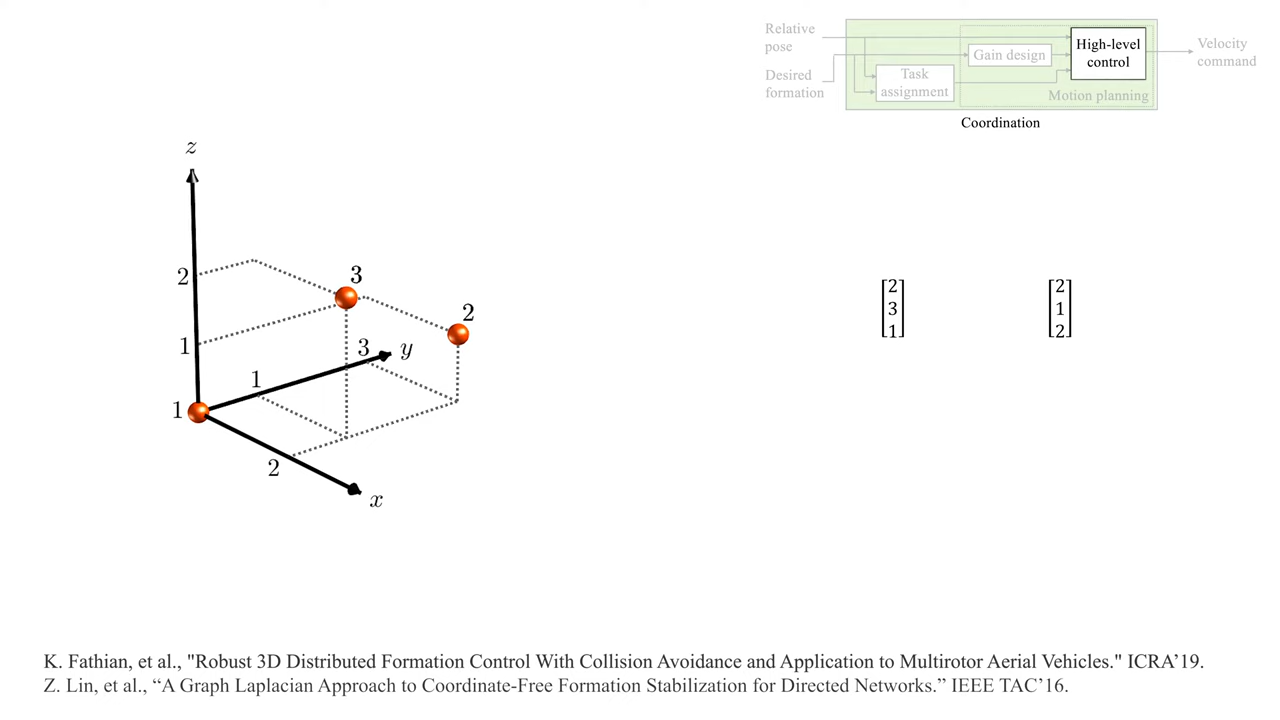 Relative
pose
Desired
formation
Task
assignment
Gain design
High-level
control
Motion planning
Velocity
command
Coordination
z
2
1
1
3
2
1
3
y
2
x
2
3
1
2
1
2
K. Fathian, et al., "Robust 3D Distributed Formation Control With Collision Avoidance and Application to Multirotor Aerial Vehicles." ICRA’19.
Z. Lin, et al., “A Graph Laplacian Approach to Coordinate-Free Formation Stabilization for Directed Networks.” IEEE TAC’16.